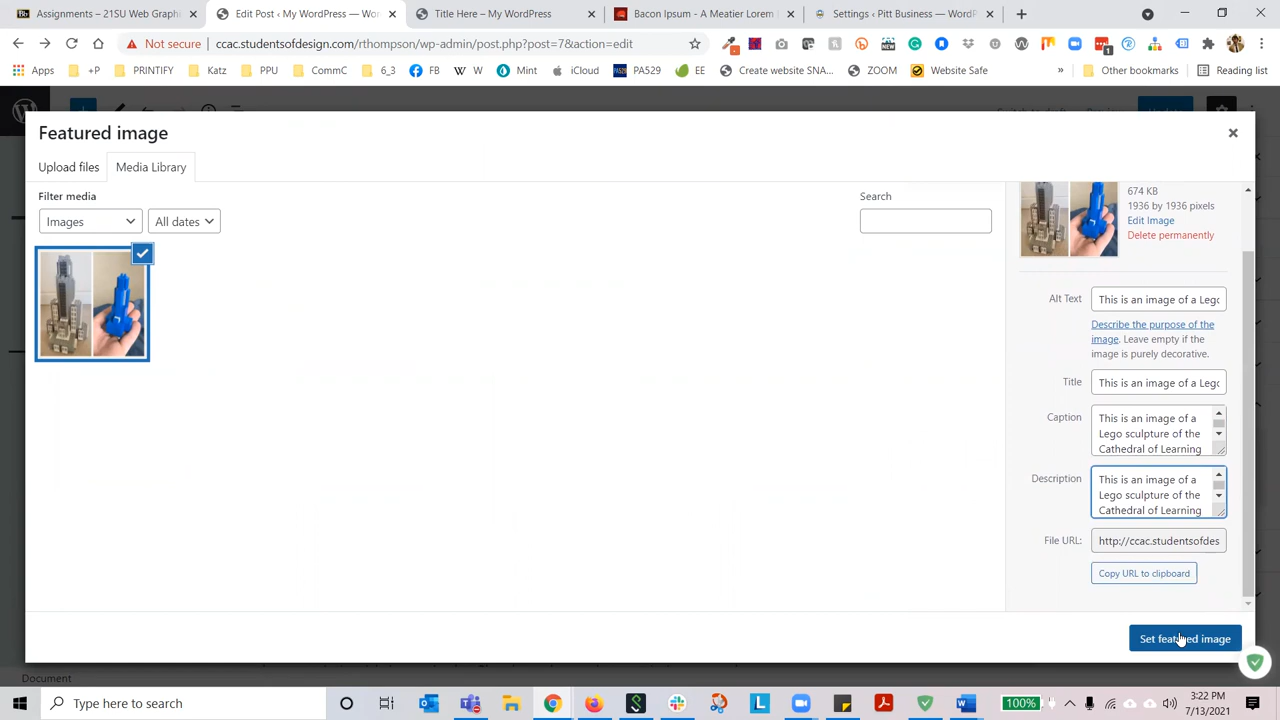 Assignments – 21SU Web Graphi
Edit Post ‹ My WordPress — Wor
Title Here – My WordPress
Bacon Ipsum - A Meatier Lorem I
Settings ‹ Pitt Business — WordP
Not secure
ccac.studentsofdesign.com/rthompson/wp-admin/post.php?post=7&action=edit
Apps
+P
PRINTIFY
Katz
PPU
CommC
6_3
FB
W
Mint
iCloud
PA529
EE
Create website SNA...
ZOOM
Website Safe
»
Other bookmarks
Reading list
Featured image
Upload files
Media Library
Filter media
Images
All dates
Search
674 KB
1936 by 1936 pixels
Edit Image
Delete permanently
Alt Text
This is an image of a Lego
Describe the purpose of the
image. Leave empty if the
image is purely decorative.
Title
This is an image of a Lego
Caption
This is an image of a
Lego sculpture of the
Cathedral of Learning
Description
This is an image of a
Lego sculpture of the
Cathedral of Learning
File URL:
http://ccac.studentsofdes
Copy URL to clipboard
Set featured image
Document
Type here to search
100%
3:22 PM
7/13/2021